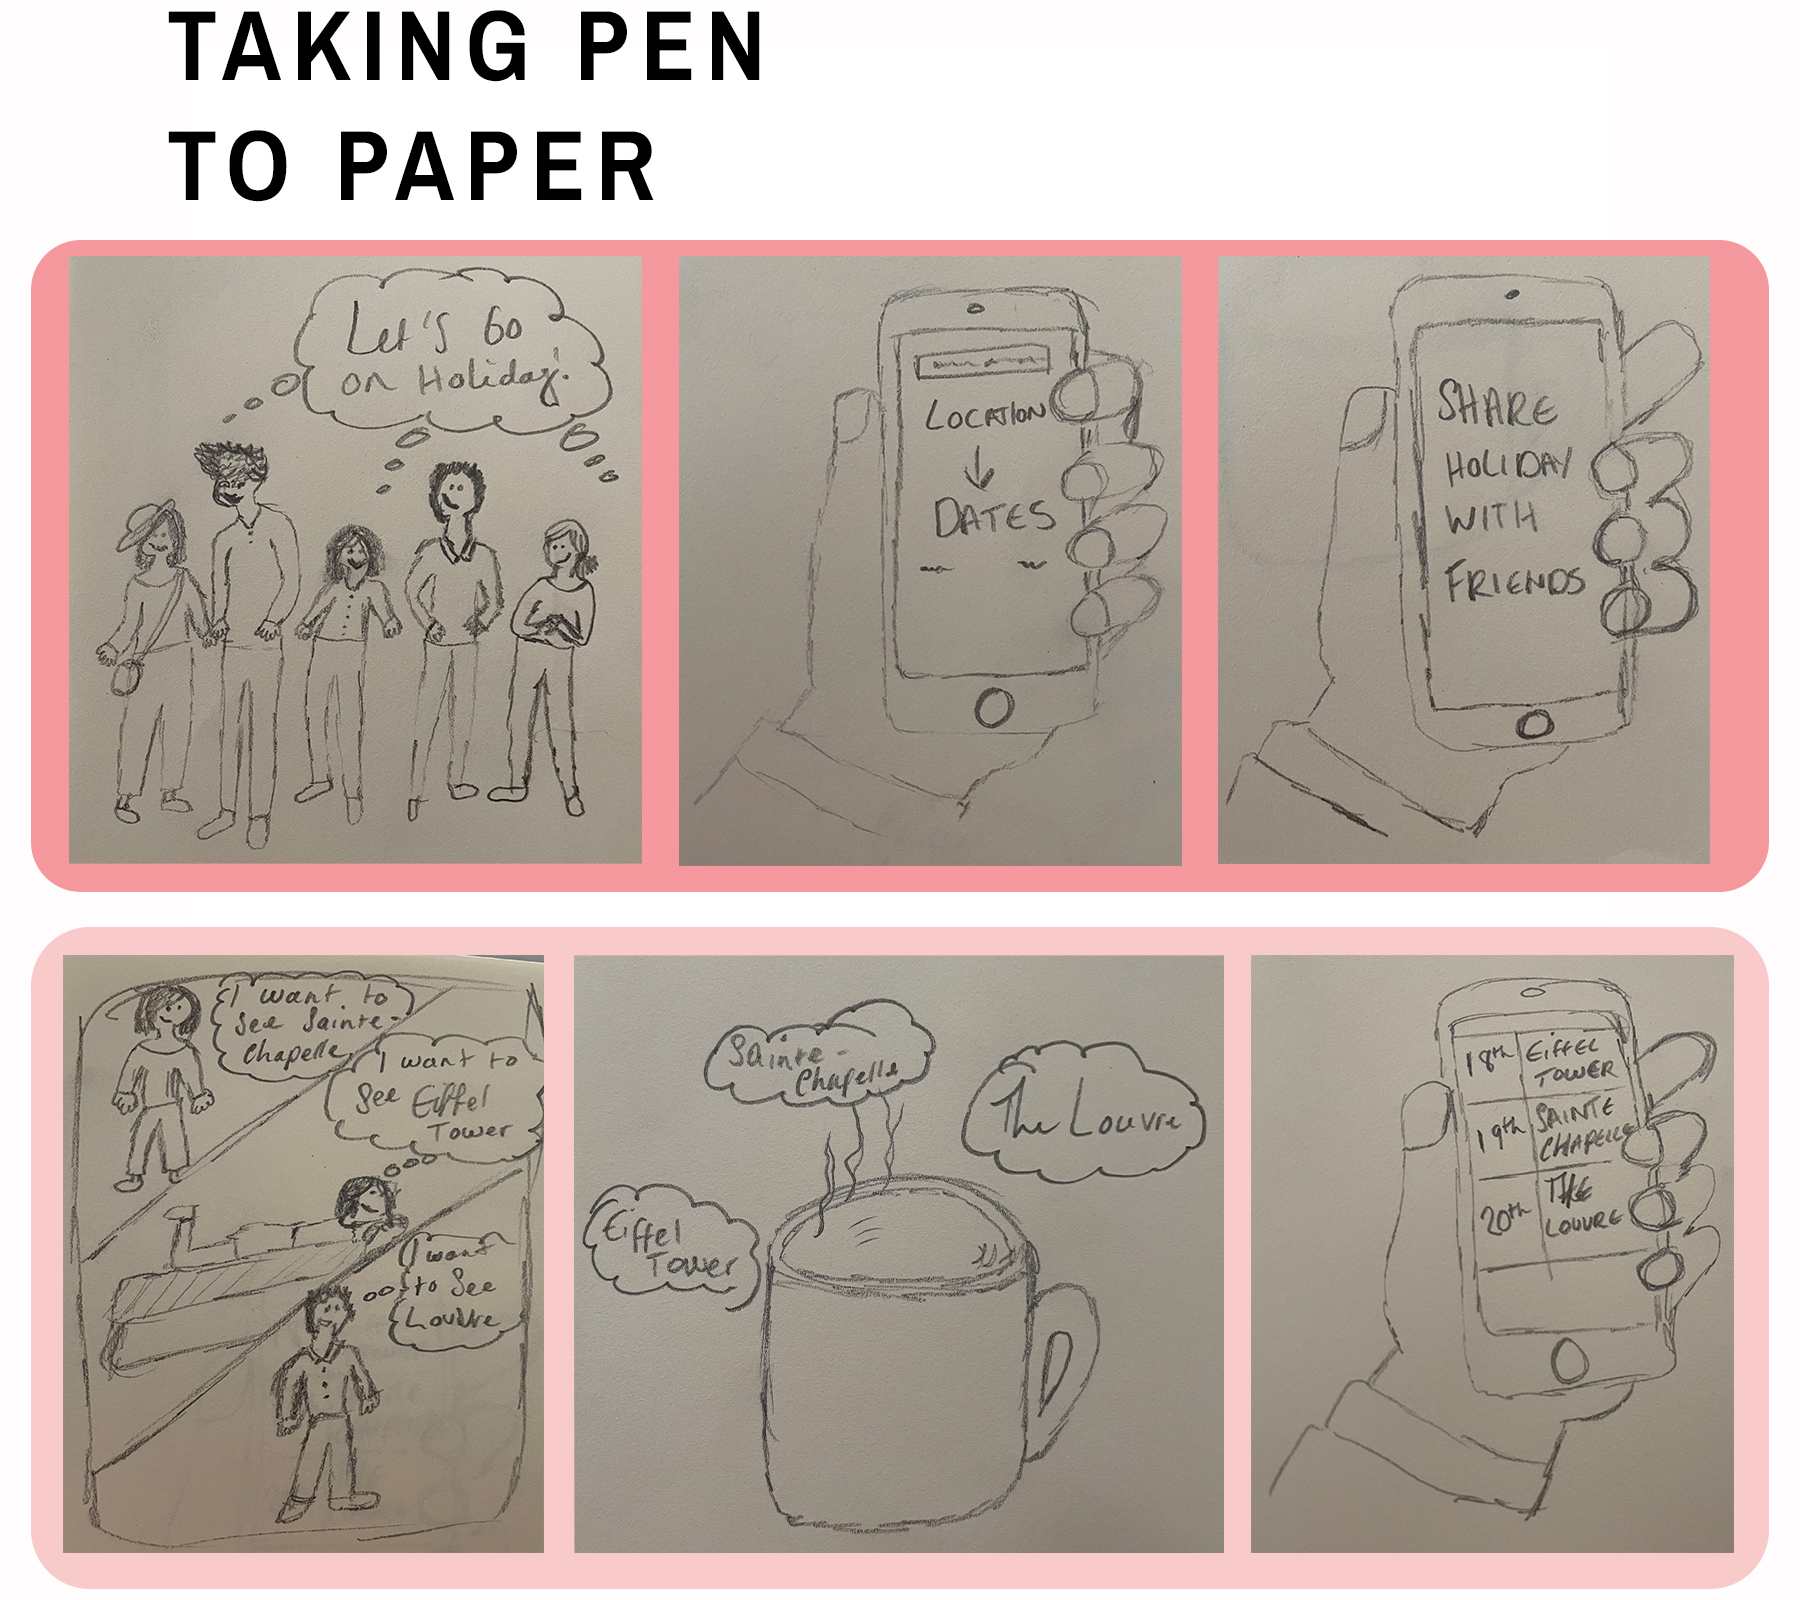 TAKING PEN
TO PAPER
Let's Go
on Holiday!
LOCATION
DATES
SHARE
HOLIDAY
WITH
FRIENDS
I want to
See Sainte-
Chapelle
I want to
See Eiffel
Tower
I want
to See
Louvre
Sainte-
Chapelle
The Louvre
Eiffel
Tower
18th EIFFEL
TOWER
19th SAINTE
CHAPELLE
20th THE
LOUVRE